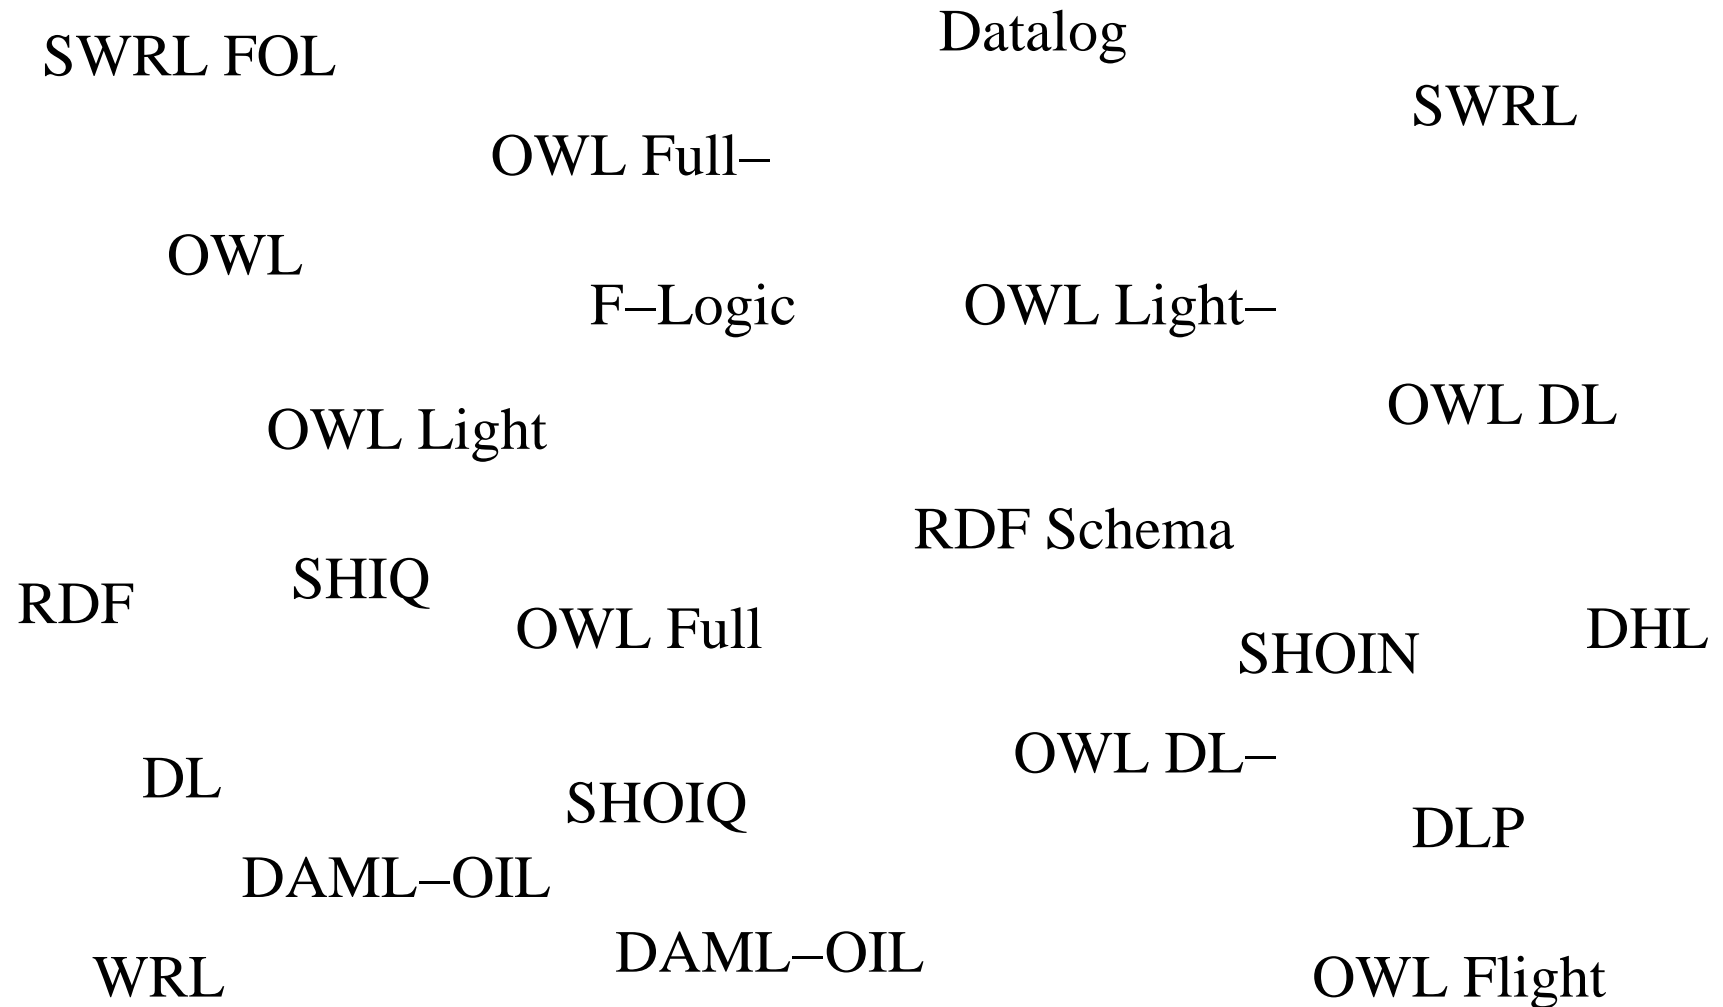 Datalog
SWRL FOL
SWRL
OWL Full–
OWL
F–Logic
OWL Light–
OWL DL
OWL Light
RDF Schema
SHIQ
RDF
OWL Full
DHL
SHOIN
OWL DL–
DL
SHOIQ
DLP
DAML–OIL
DAML–OIL
WRL
OWL Flight